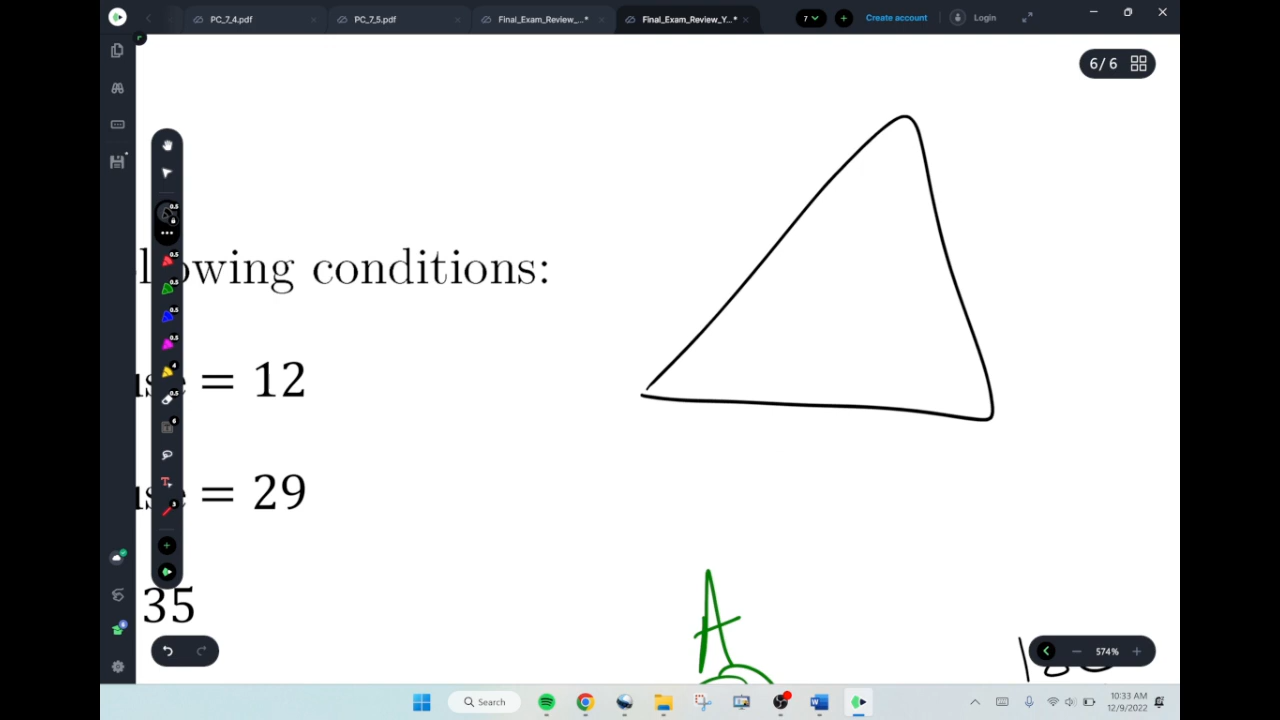 PC_7_4.pdf
PC_7_5.pdf
Final_Exam_Review_...*
Final_Exam_Review_Y...*
7
Create account
Login
6/6
owing conditions:
= 12
= 29
35
A
574%
Search
10:33 AM
12/9/2022